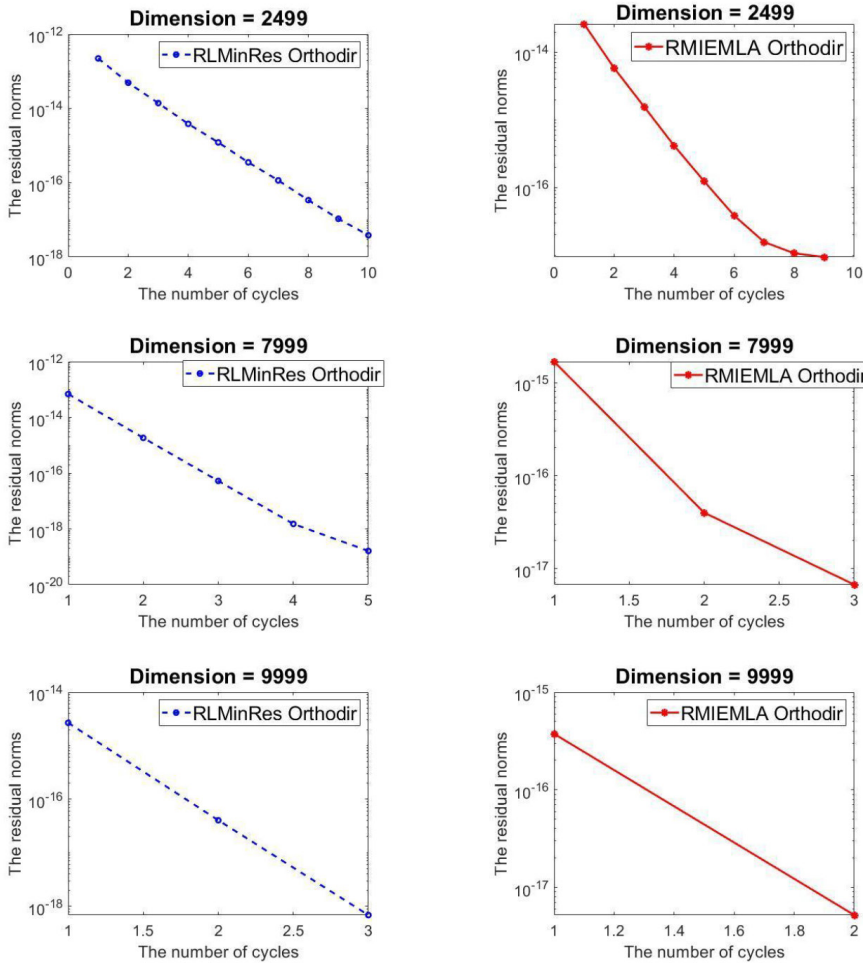 Dimension = 2499
RLMinRes Orthodir
The residual norms
10-12
10-14
10-16
10-18
0 2 4 6 8 10
The number of cycles
Dimension = 2499
RMIEMLA Orthodir
The residual norms
10-14
10-16
0 2 4 6 8 10
The number of cycles
Dimension = 7999
RLMinRes Orthodir
The residual norms
10-12
10-14
10-16
10-18
10-20
1 2 3 4 5
The number of cycles
Dimension = 7999
RMIEMLA Orthodir
The residual norms
10-15
10-16
10-17
1 1.5 2 2.5 3
The number of cycles
Dimension = 9999
RLMinRes Orthodir
The residual norms
10-14
10-16
10-18
1 1.5 2 2.5 3
The number of cycles
Dimension = 9999
RMIEMLA Orthodir
The residual norms
10-15
10-16
10-17
1 1.2 1.4 1.6 1.8 2
The number of cycles